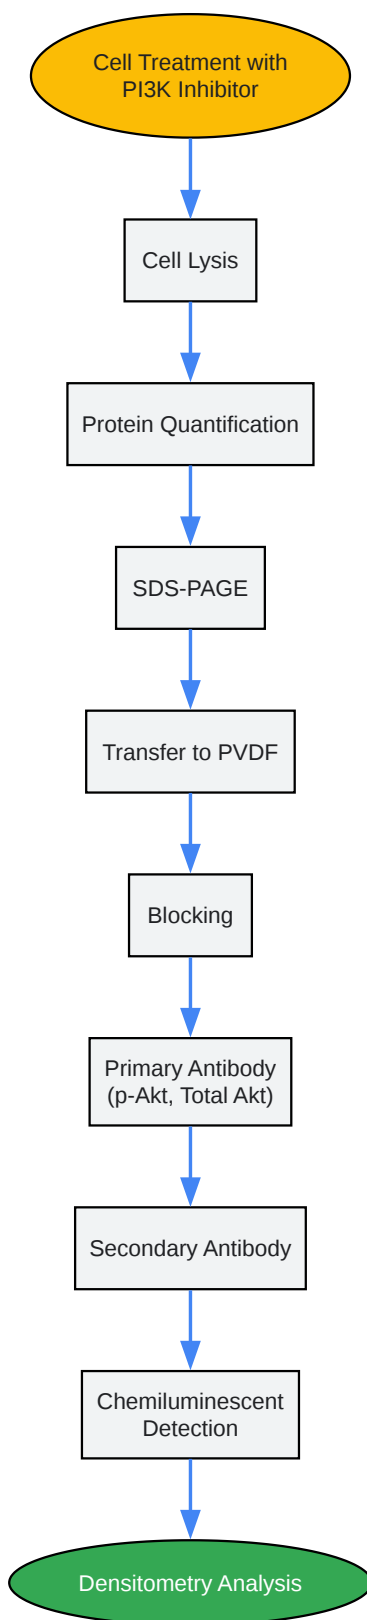 Cell Treatment with
PI3K Inhibitor
Cell Lysis
Protein Quantification
SDS-PAGE
Transfer to PVDF
Blocking
Primary Antibody
(p-Akt, Total Akt)
Secondary Antibody
Chemiluminescent
Detection
Densitometry Analysis